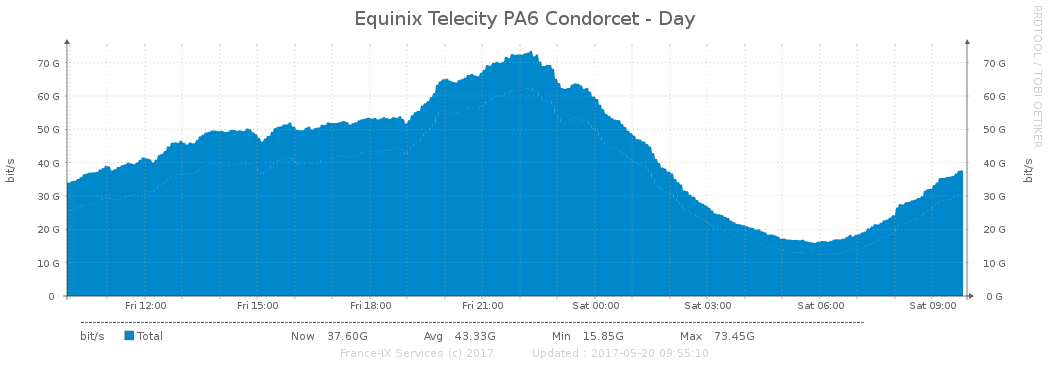 Equinix Telecity PA6 Condorcet - Day
RRDTOOL / TOBI OETIKER
bit/s
70 G 70 G
60 G 60 G
50 G 50 G
40 G 40 G
30 G 30 G
20 G 20 G
10 G 10 G
0 0 G
bit/s
Fri 12:00 Fri 15:00 Fri 18:00 Fri 21:00 Sat 00:00 Sat 03:00 Sat 06:00 Sat 09:00
bit/s Total Now 37.60G Avg 43.33G Min 15.85G Max 73.45G
France-IX Services (c) 2017 Updated : 2017-05-20 09:55:10